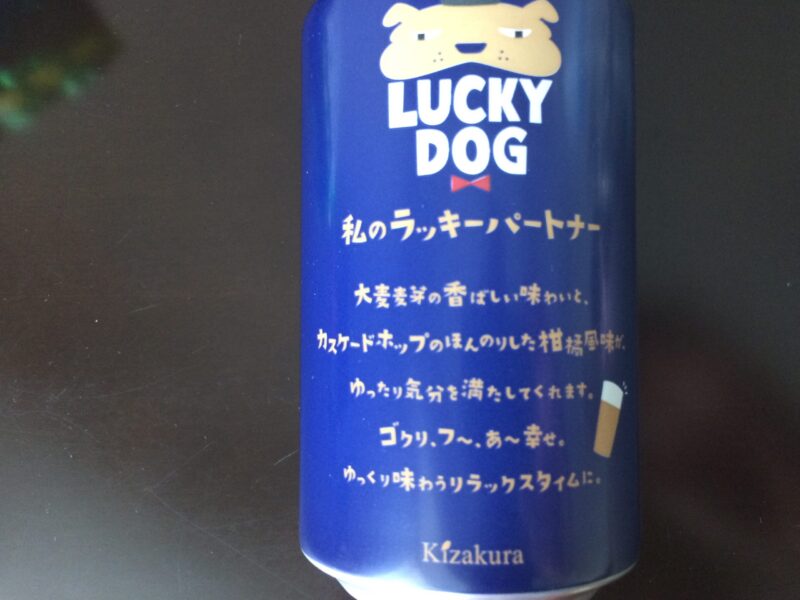 LUCKY
DOG
私のラッキーパートナー
大麦麦芽の香ばしい味わいと、
カスケードホップのほんのりした柑橘風味が、
ゆったり気分を満たしてくれます。
ゴクリ、フ〜、あ〜幸せ。
ゆっくり味わうリラックスタイムに。
Kizakura